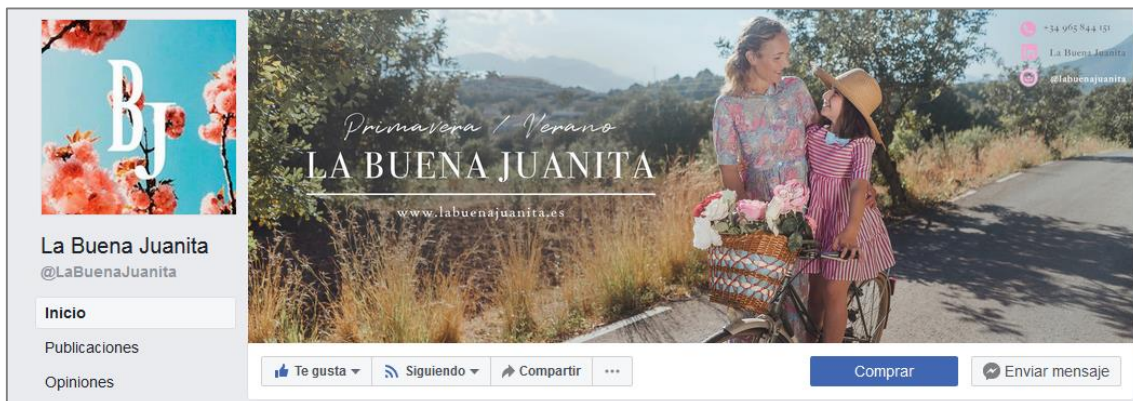 BJ
La Buena Juanita
@LaBuenaJuanita
Inicio
Publicaciones
Opiniones
Primavera / Verano
LA BUENA JUANITA
www.labuenajuanita.es
+34 965 844 151
La Buena Juanita
@labuenajuanita
Te gusta
Siguiendo
Compartir
Comprar
Enviar mensaje